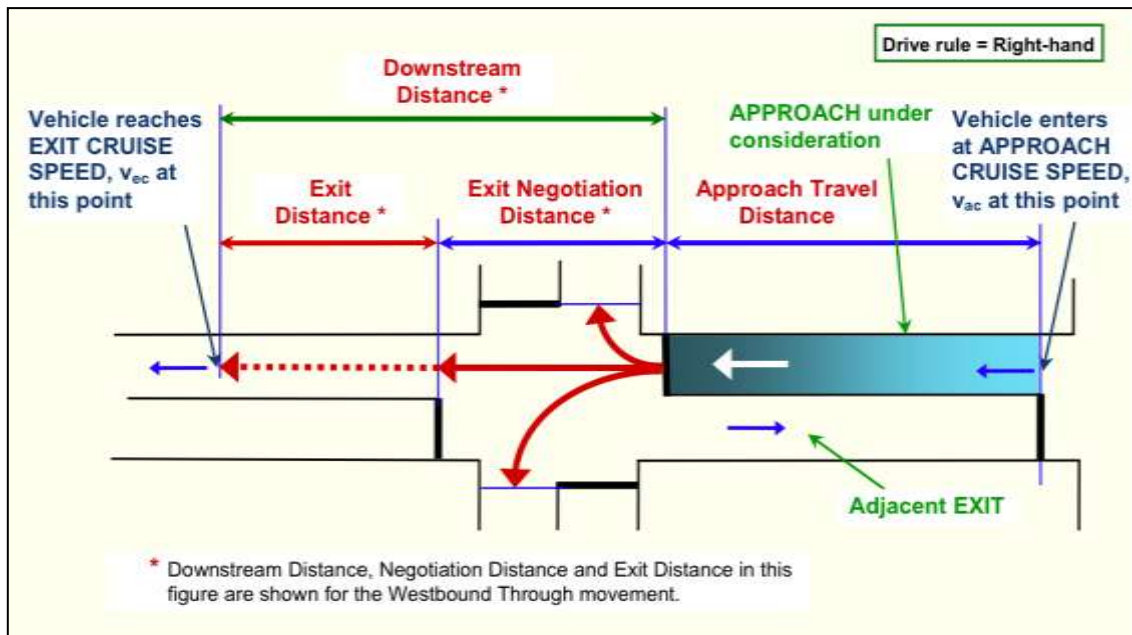 Drive rule = Right-hand
Downstream
Distance *
Vehicle reaches
EXIT CRUISE
SPEED, vec at
this point
APPROACH under
consideration
Vehicle enters
at APPROACH
CRUISE SPEED,
vac at this point
Exit
Distance *
Exit Negotiation
Distance *
Approach Travel
Distance
Adjacent EXIT
* Downstream Distance, Negotiation Distance and Exit Distance in this
figure are shown for the Westbound Through movement.